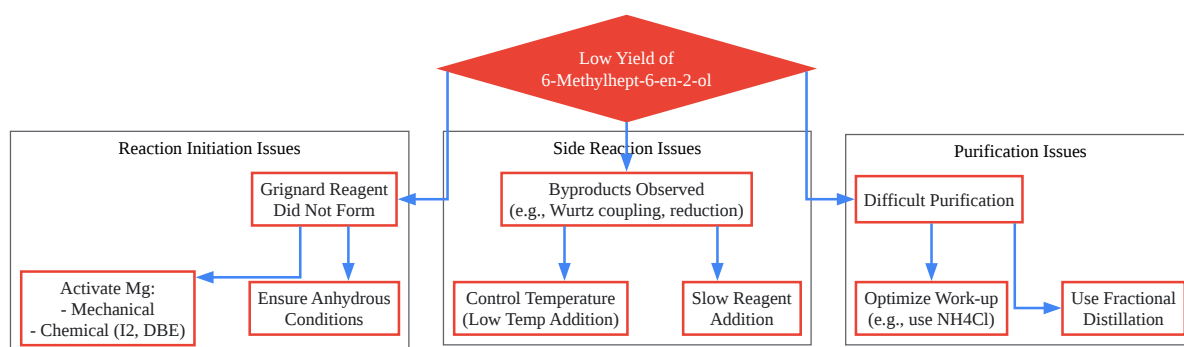 Low Yield of
6-Methylhept-6-en-2-ol
Reaction Initiation Issues
Side Reaction Issues
Purification Issues
Grignard Reagent
Did Not Form
Byproducts Observed
(e.g., Wurtz coupling, reduction)
Difficult Purification
Activate Mg:
- Mechanical
- Chemical (I2, DBE)
Ensure Anhydrous
Conditions
Control Temperature
(Low Temp Addition)
Slow Reagent
Addition
Optimize Work-up
(e.g., use NH4Cl)
Use Fractional
Distillation